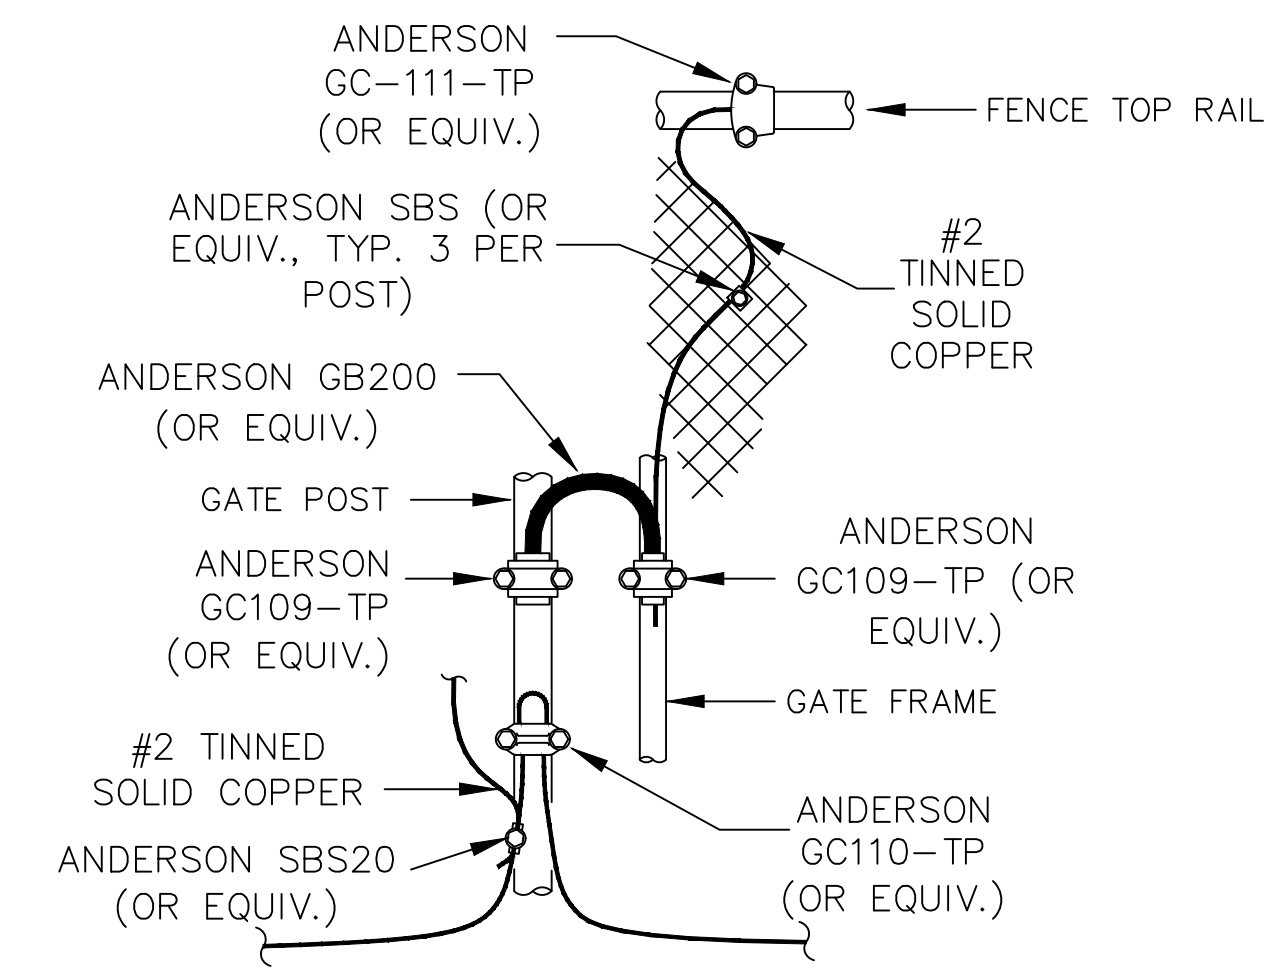 ANDERSON
GC-111-TP
(OR EQUIV.)
FENCE TOP RAIL
ANDERSON SBS (OR
EQUIV., TYP. 3 PER
POST)
#2
TINNED
SOLID
COPPER
ANDERSON GB200
(OR EQUIV.)
GATE POST
ANDERSON
GC109-TP
(OR EQUIV.)
ANDERSON
GC109-TP (OR
EQUIV.)
GATE FRAME
#2 TINNED
SOLID COPPER
ANDERSON SBS20
(OR EQUIV.)
ANDERSON
GC110-TP
(OR EQUIV.)